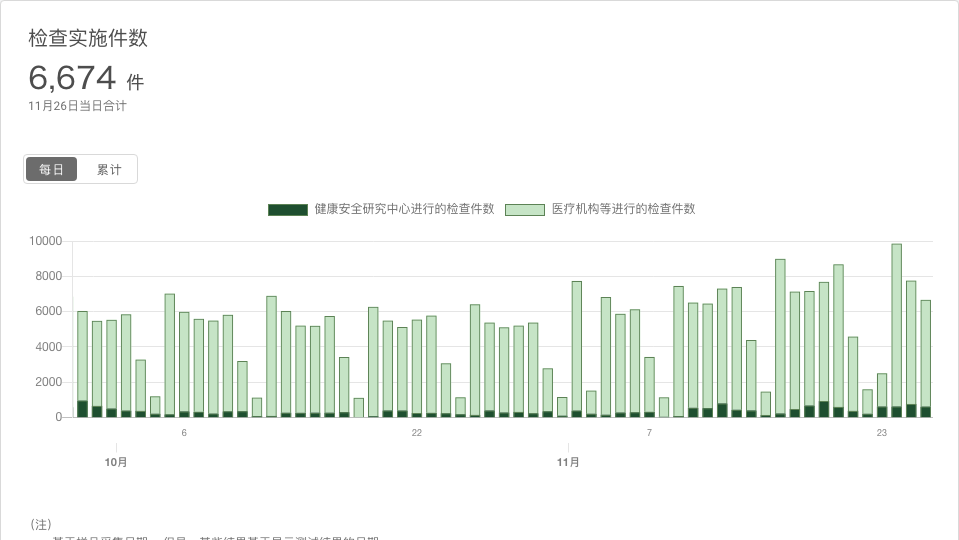 检查实施件数
6,674 件
11月26日当日合计
每日 累计
健康安全研究中心进行的检查件数 医疗机构等进行的检查件数
10000
8000
6000
4000
2000
0
6 22 7 23
10月 11月
（注）